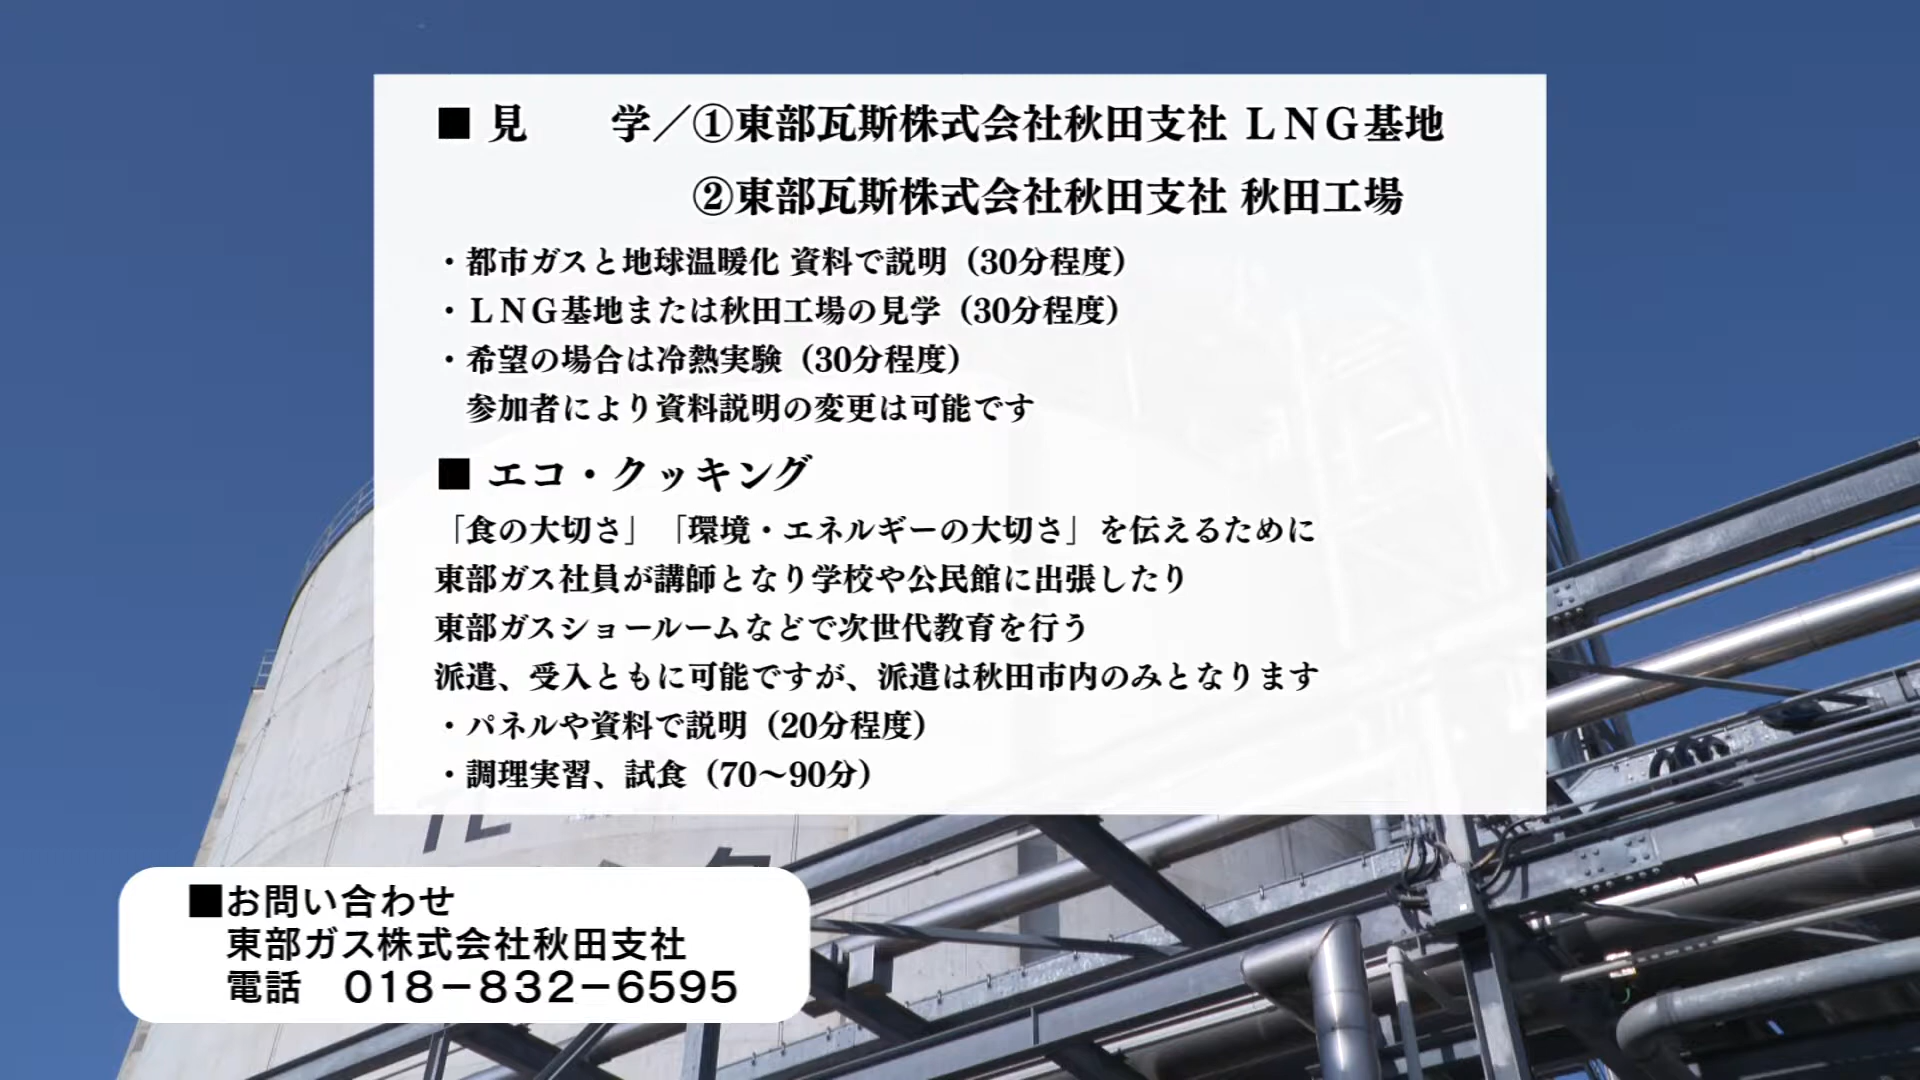 ■ 見　　学／①東部瓦斯株式会社秋田支社 ＬＮＧ基地
②東部瓦斯株式会社秋田支社 秋田工場
・都市ガスと地球温暖化 資料で説明（30分程度）
・ＬＮＧ基地または秋田工場の見学（30分程度）
・希望の場合は冷熱実験（30分程度）
参加者により資料説明の変更は可能です
■ エコ・クッキング
「食の大切さ」「環境・エネルギーの大切さ」を伝えるために
東部ガス社員が講師となり学校や公民館に出張したり
東部ガスショールームなどで次世代教育を行う
派遣、受入ともに可能ですが、派遣は秋田市内のみとなります
・パネルや資料で説明（20分程度）
・調理実習、試食（70～90分）
■お問い合わせ
東部ガス株式会社秋田支社
電話　０１８－８３２－６５９５